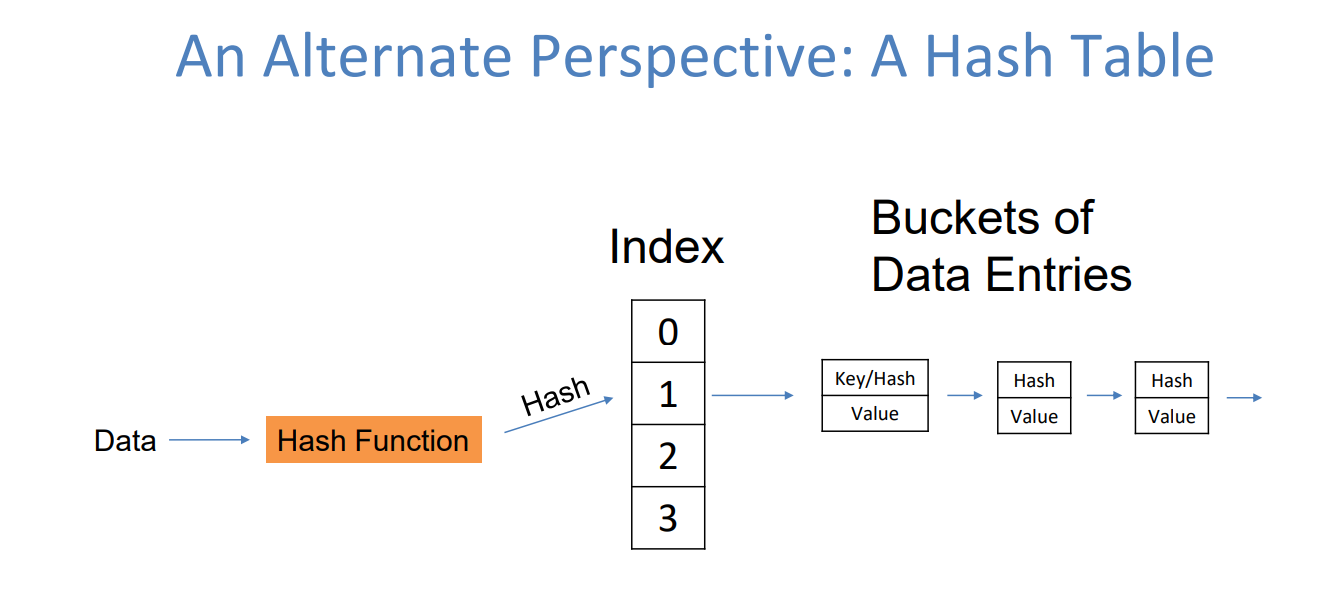 An Alternate Perspective: A Hash Table
Buckets of
Data Entries
Index
0
1
2
3
Data
Hash Function
Hash
Key/Hash
Value
Hash
Value
Hash
Value